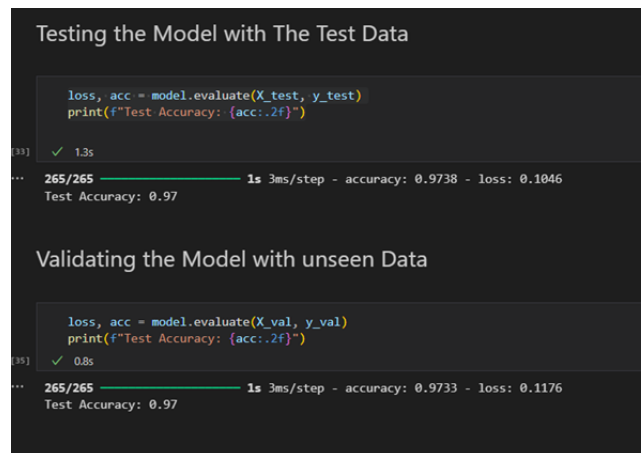 Testing the Model with The Test Data
loss, acc = model.evaluate(X_test, y_test)
print(f"Test Accuracy: {acc:.2f}")
[33]
1.3s
...
265/265 1s 3ms/step - accuracy: 0.9738 - loss: 0.1046
Test Accuracy: 0.97
Validating the Model with unseen Data
loss, acc = model.evaluate(X_val, y_val)
print(f"Test Accuracy: {acc:.2f}")
[35]
0.8s
...
265/265 1s 3ms/step - accuracy: 0.9733 - loss: 0.1176
Test Accuracy: 0.97